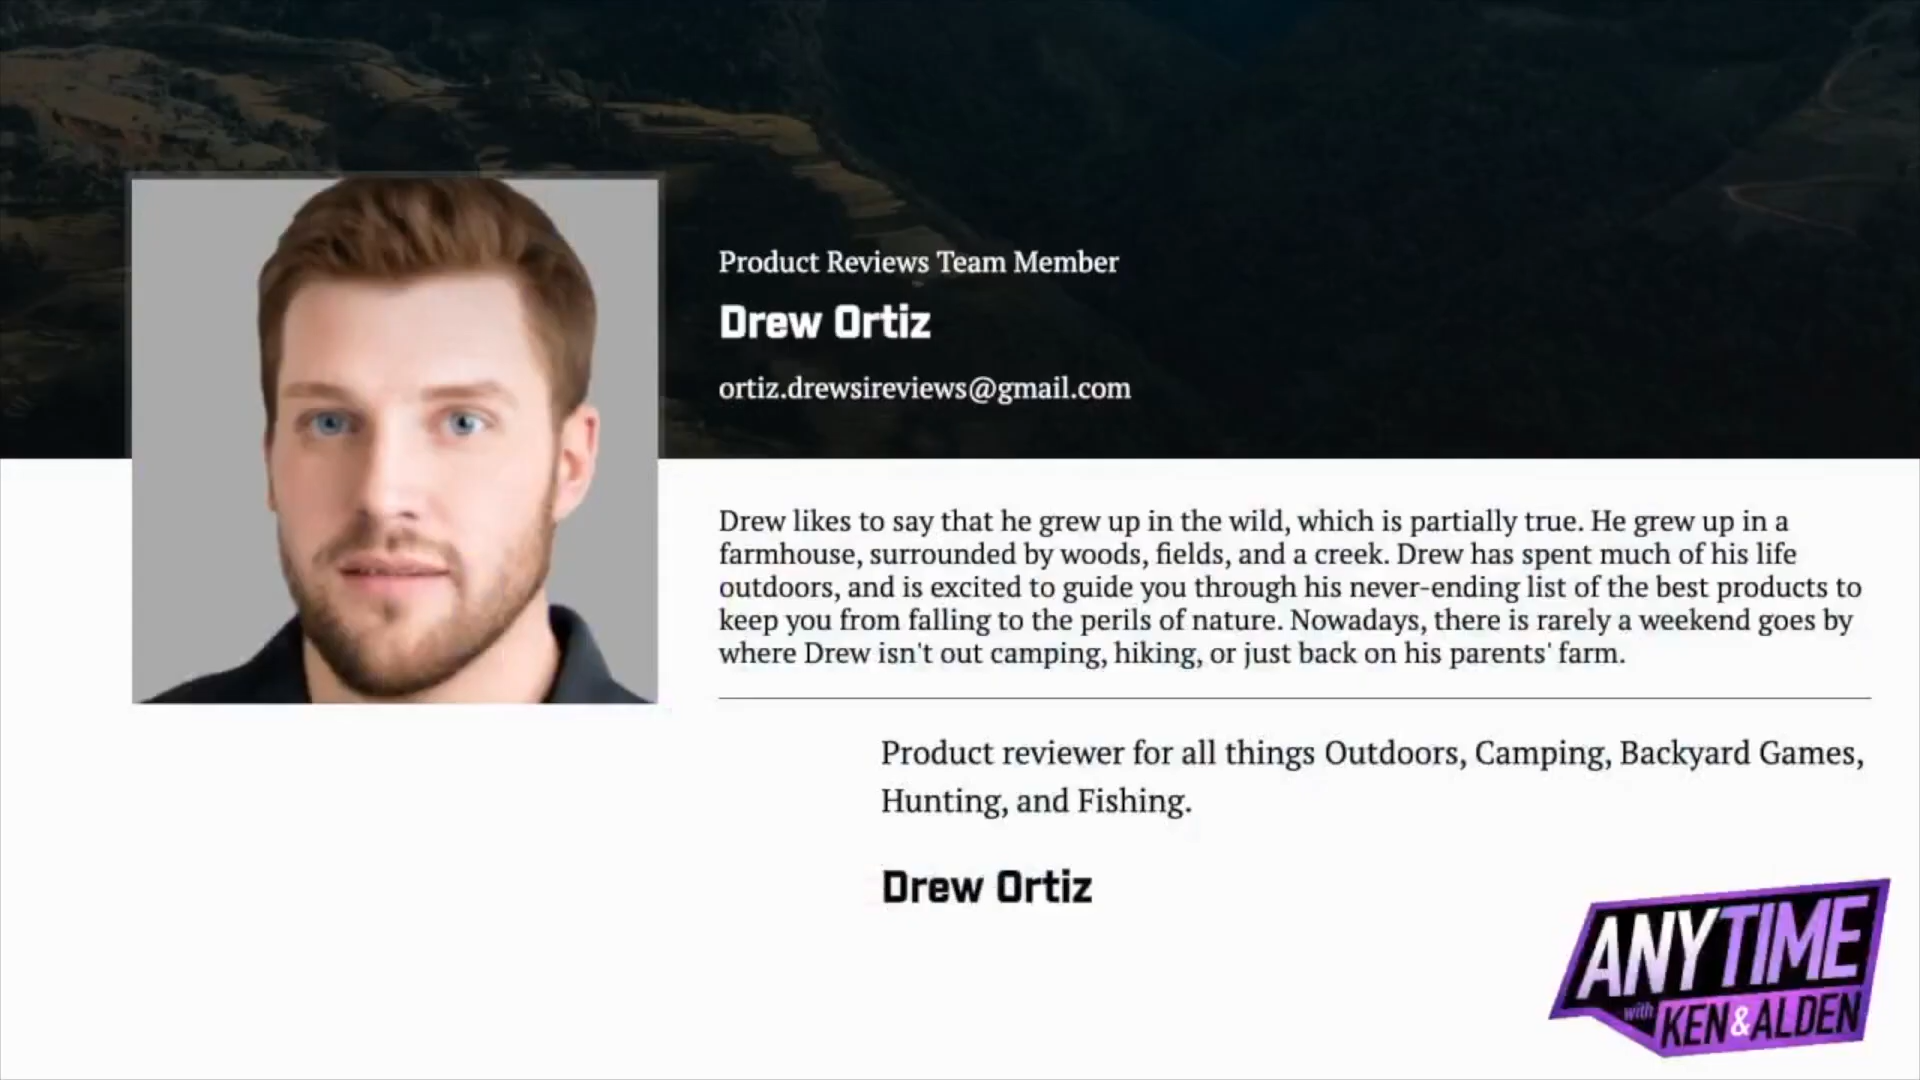 Product Reviews Team Member
Drew Ortiz
ortiz.drewsireviews@gmail.com
Drew likes to say that he grew up in the wild, which is partially true. He grew up in a
farmhouse, surrounded by woods, fields, and a creek. Drew has spent much of his life
outdoors, and is excited to guide you through his never-ending list of the best products to
keep you from falling to the perils of nature. Nowadays, there is rarely a weekend goes by
where Drew isn't out camping, hiking, or just back on his parents' farm.
Product reviewer for all things Outdoors, Camping, Backyard Games,
Hunting, and Fishing.
Drew Ortiz
ANYTIME
with KEN & ALDEN